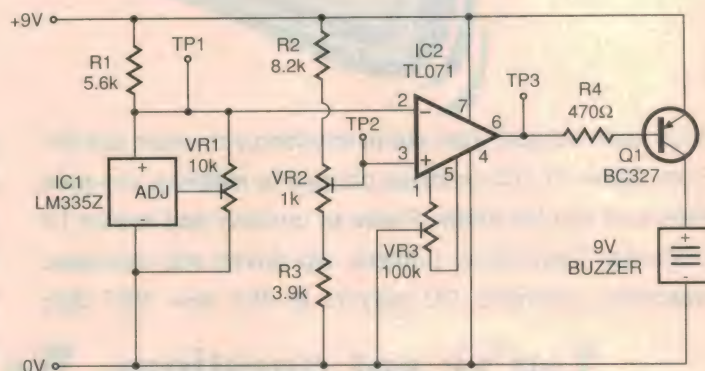 +9V
R1
5.6k
TP1
R2
8.2k
IC2
TL071
TP3
R4
470Ω
2
7
6
TP2
3
4
1
5
Q1
BC327
VR1
10k
IC1
LM335Z
+
ADJ
VR2
1k
VR3
100k
R3
3.9k
9V
BUZZER
+
-
0V